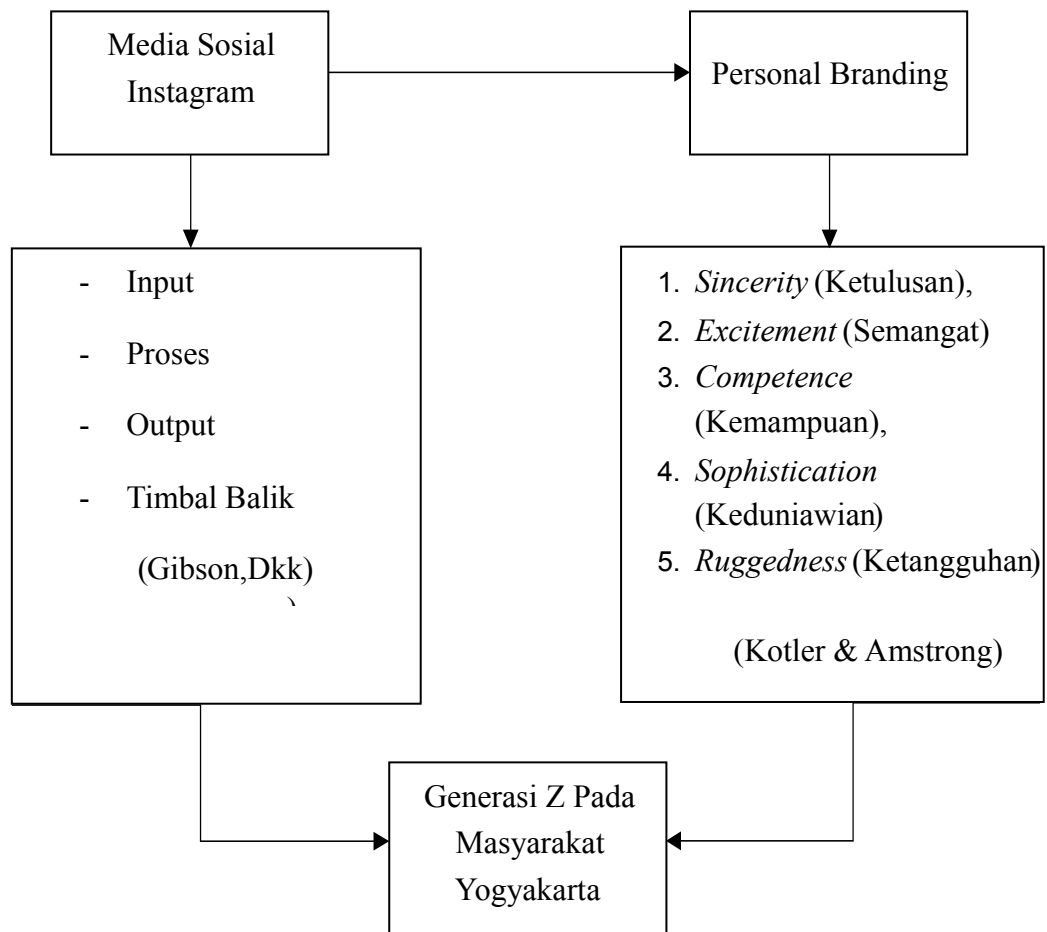 Media Sosial
Instagram
Personal Branding
- Input
- Proses
- Output
- Timbal Balik
(Gibson,Dkk)
)
1. Sincerity (Ketulusan),
2. Excitement (Semangat)
3. Competence
(Kemampuan),
4. Sophistication
(Keduniawian)
5. Ruggedness (Ketangguhan)
(Kotler & Amstrong)
Generasi Z Pada
Masyarakat
Yogyakarta